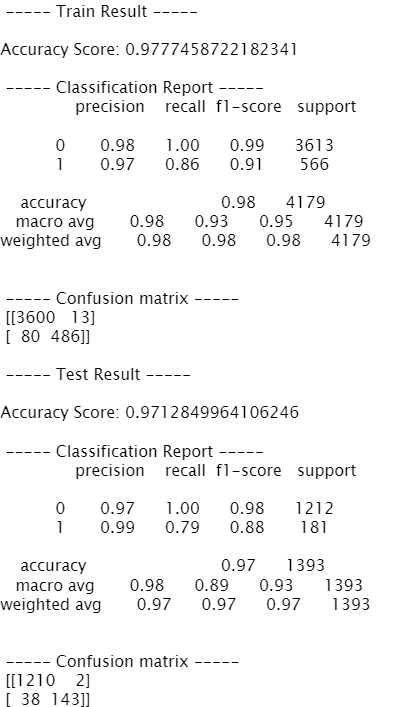 ----- Train Result -----
Accuracy Score: 0.9777458722182341
----- Classification Report -----
precision recall f1-score support
0 0.98 1.00 0.99 3613
1 0.97 0.86 0.91 566
accuracy 0.98 4179
macro avg 0.98 0.93 0.95 4179
weighted avg 0.98 0.98 0.98 4179
----- Confusion matrix -----
[[3600 13]
[ 80 486]]
----- Test Result -----
Accuracy Score: 0.9712849964106246
----- Classification Report -----
precision recall f1-score support
0 0.97 1.00 0.98 1212
1 0.99 0.79 0.88 181
accuracy 0.97 1393
macro avg 0.98 0.89 0.93 1393
weighted avg 0.97 0.97 0.97 1393
----- Confusion matrix -----
[[1210 2]
[ 38 143]]